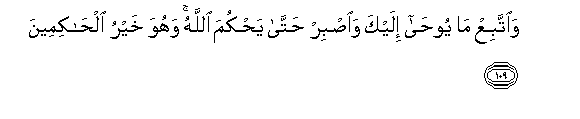 وَٱتَّبِعْ مَا يُوحَىٰٓ إِلَيْكَ وَٱصْبِرْ حَتَّىٰ يَحْكُمَ ٱللَّهُ ۚ وَهُوَ خَيْرُ ٱلْحَـٰكِمِينَ
١٠٩